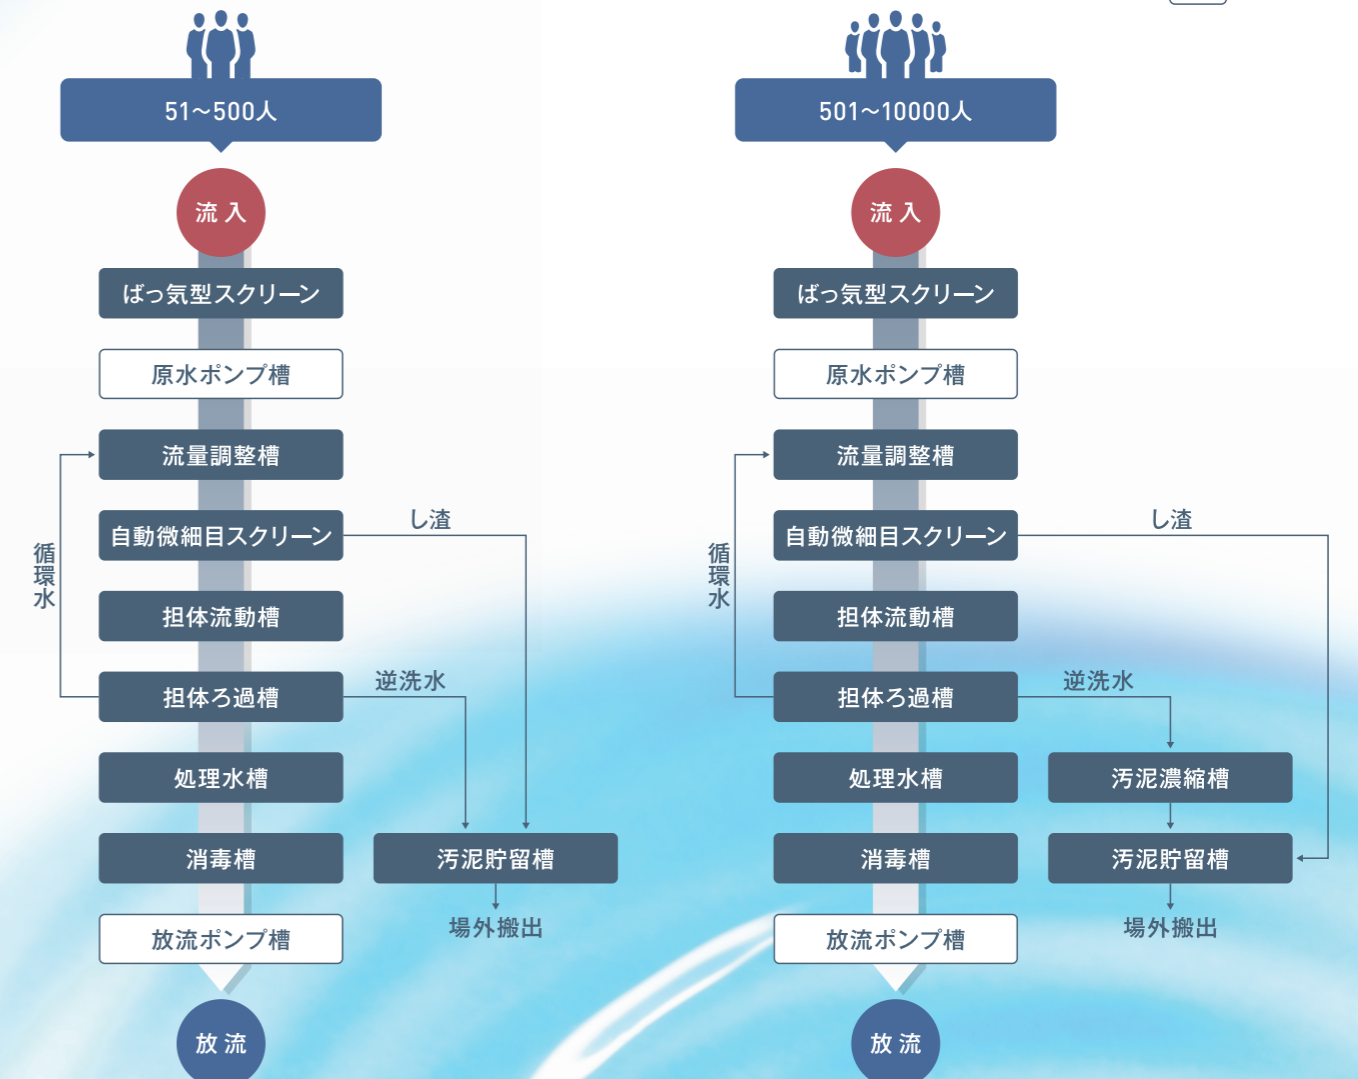 51～500人
流入
ばっ気型スクリーン
原水ポンプ槽
流量調整槽
自動微細目スクリーン
し渣
循環水
担体流動槽
担体ろ過槽
逆洗水
処理水槽
消毒槽
汚泥貯留槽
放流ポンプ槽
場外搬出
放流
501～10000人
流入
ばっ気型スクリーン
原水ポンプ槽
流量調整槽
自動微細目スクリーン
し渣
循環水
担体流動槽
担体ろ過槽
逆洗水
処理水槽
汚泥濃縮槽
消毒槽
汚泥貯留槽
放流ポンプ槽
場外搬出
放流